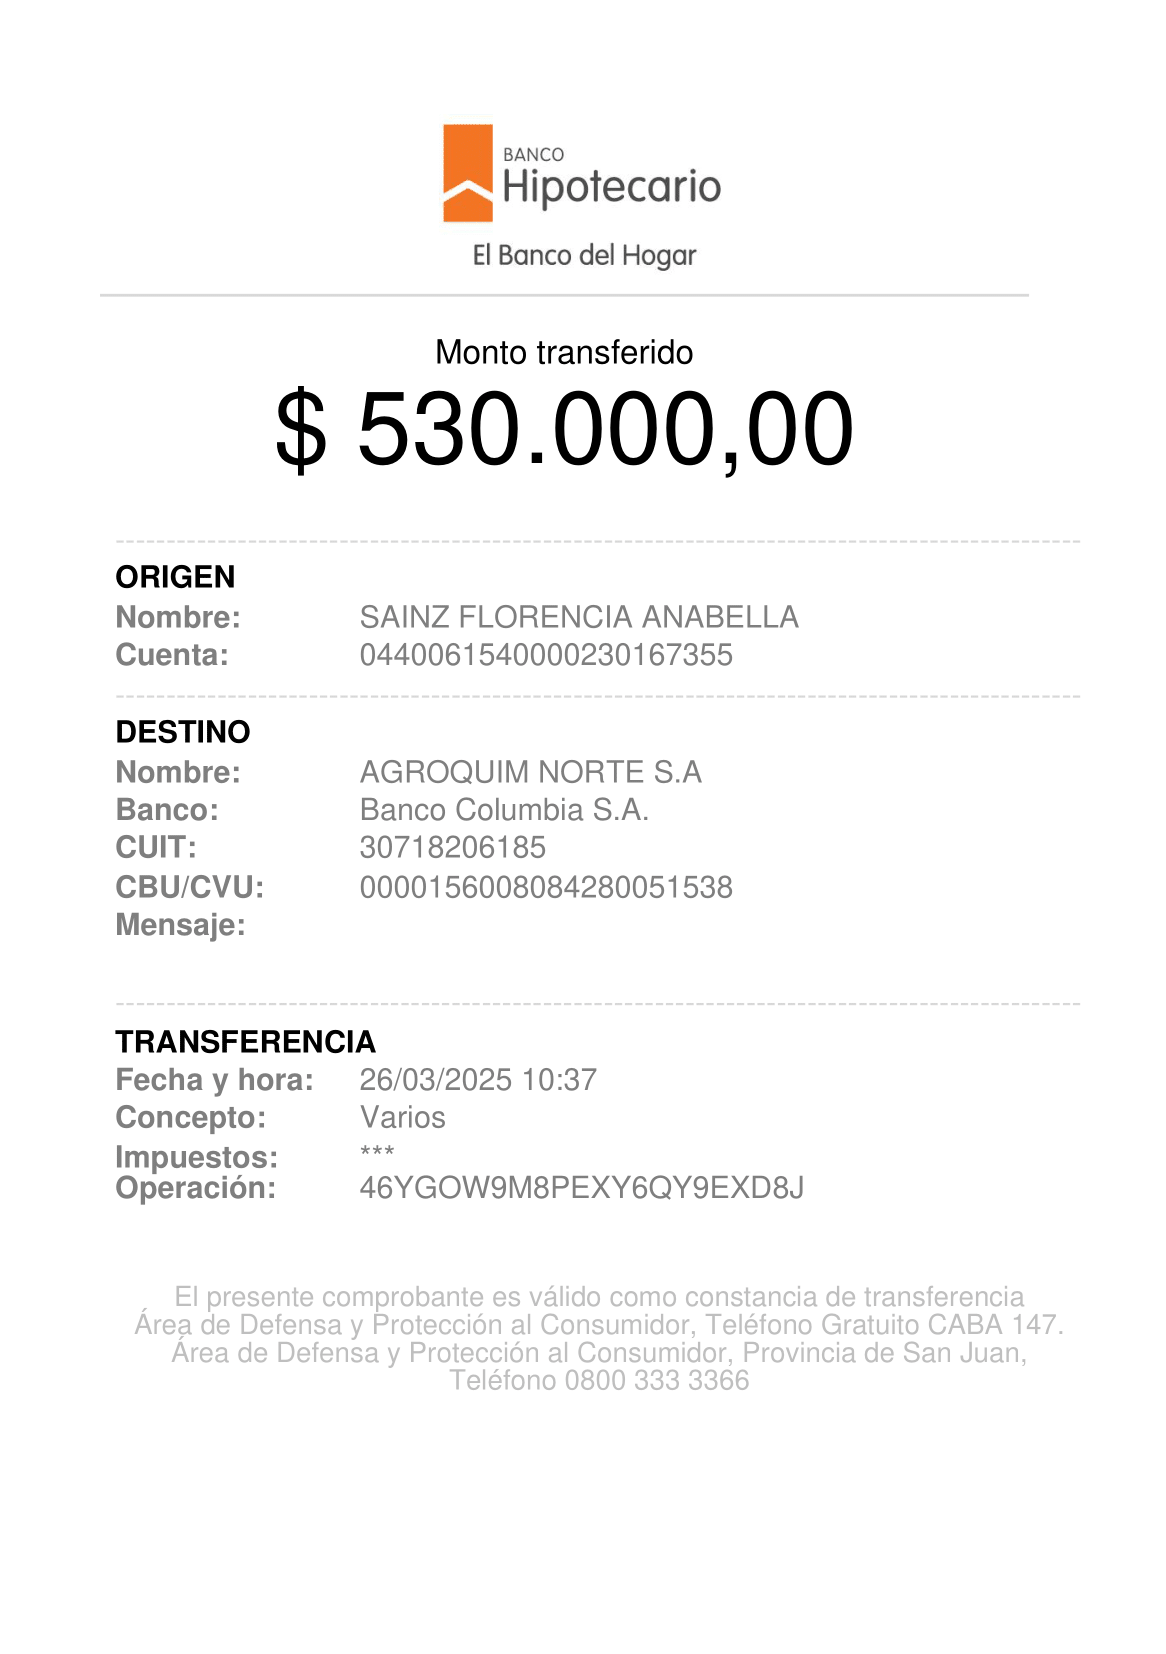 BANCO
Hipotecario
El Banco del Hogar
Monto transferido
$ 530.000,00
ORIGEN
Nombre: SAINZ FLORENCIA ANABELLA
Cuenta: 0440061540000230167355
DESTINO
Nombre: AGROQUIM NORTE S.A
Banco: Banco Columbia S.A.
CUIT: 30718206185
CBU/CVU: 0000156008084280051538
Mensaje:
TRANSFERENCIA
Fecha y hora: 26/03/2025 10:37
Concepto: Varios
Impuestos: ***
Operación: 46YGOW9M8PEXY6QY9EXD8J
El presente comprobante es válido como constancia de transferencia
Área de Defensa y Protección al Consumidor, Teléfono Gratuito CABA 147.
Área de Defensa y Protección al Consumidor, Provincia de San Juan,
Teléfono 0800 333 3366